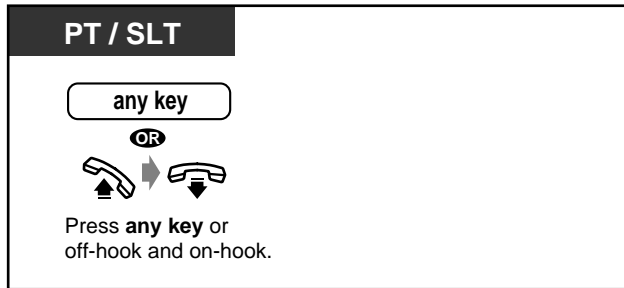 PT / SLT
any key
OR
Press any key or
off-hook and on-hook.